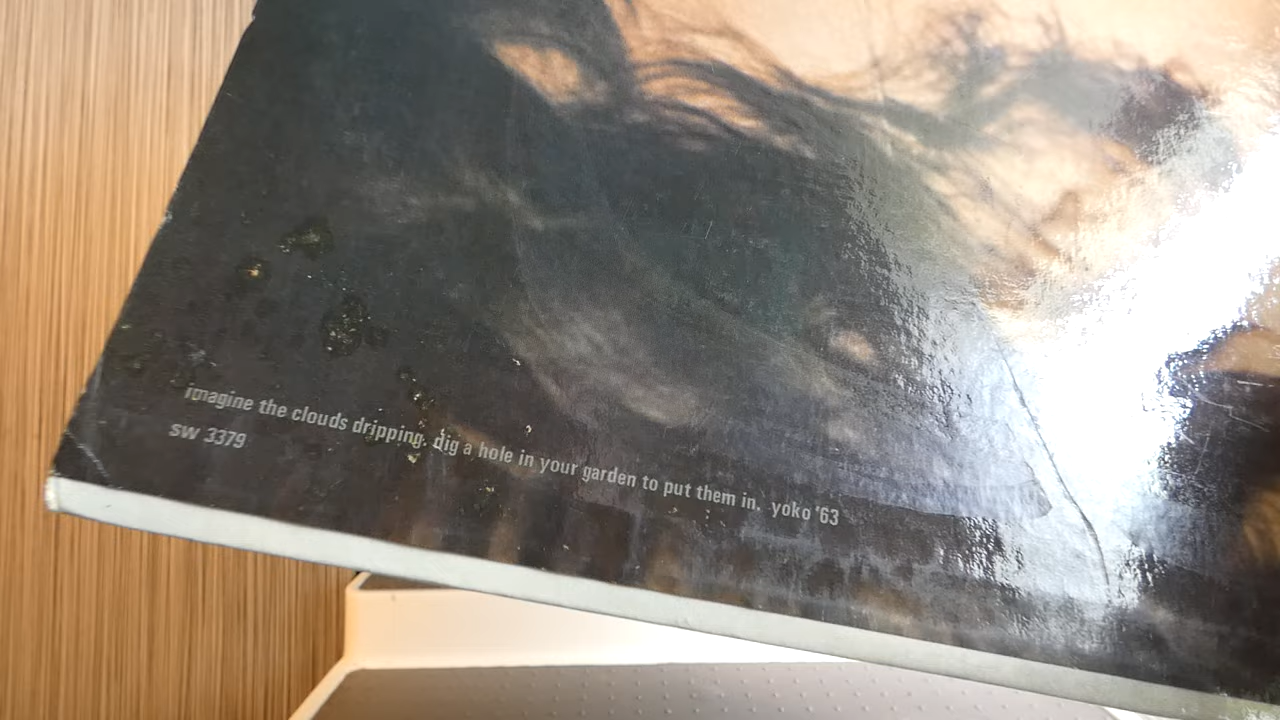 imagine the clouds dripping. dig a hole in your garden to put them in. yoko '63
sw 3379